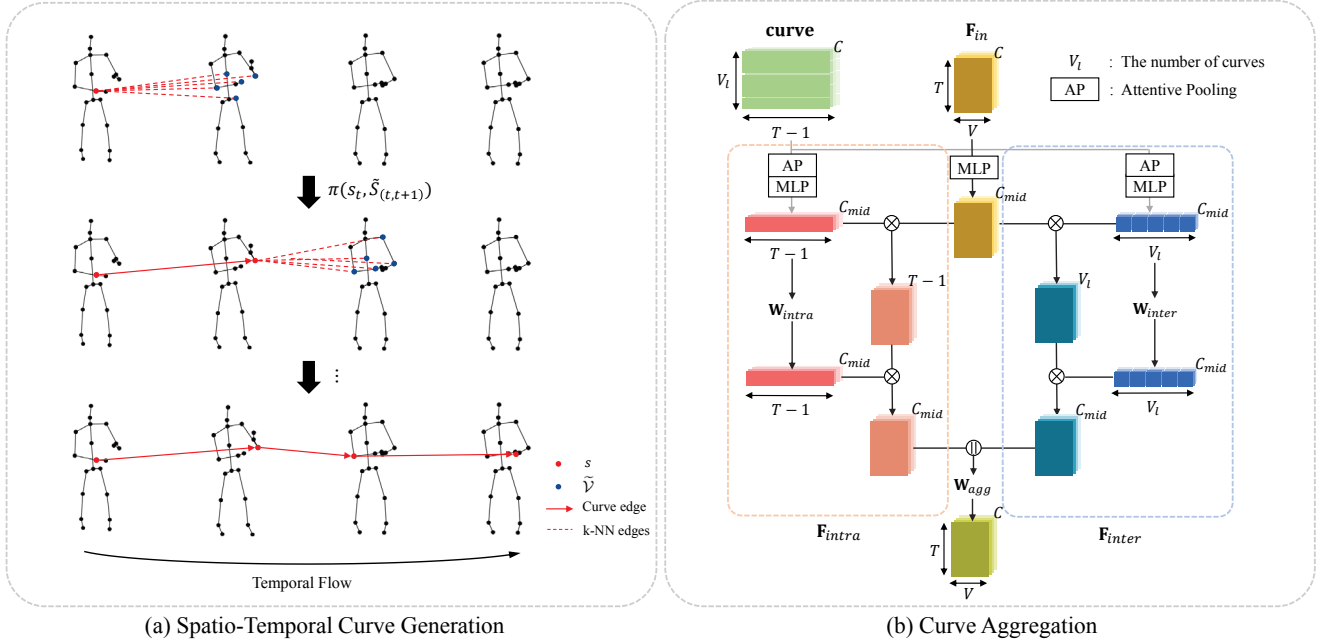 π(s_t, S̃_(t,t+1))
⋮
s
Ṽ
Curve edge
k-NN edges
Temporal Flow
(a) Spatio-Temporal Curve Generation
curve
C
V_l
T − 1
F_in
C
T
V
V_l : The number of curves
AP : Attentive Pooling
AP
MLP
MLP
AP
MLP
C_mid
C_mid
C_mid
T − 1
V_l
T − 1
V_l
W_intra
W_inter
C_mid
C_mid
T − 1
V_l
C_mid
C_mid
W_agg
F_intra
F_inter
C
T
V
(b) Curve Aggregation